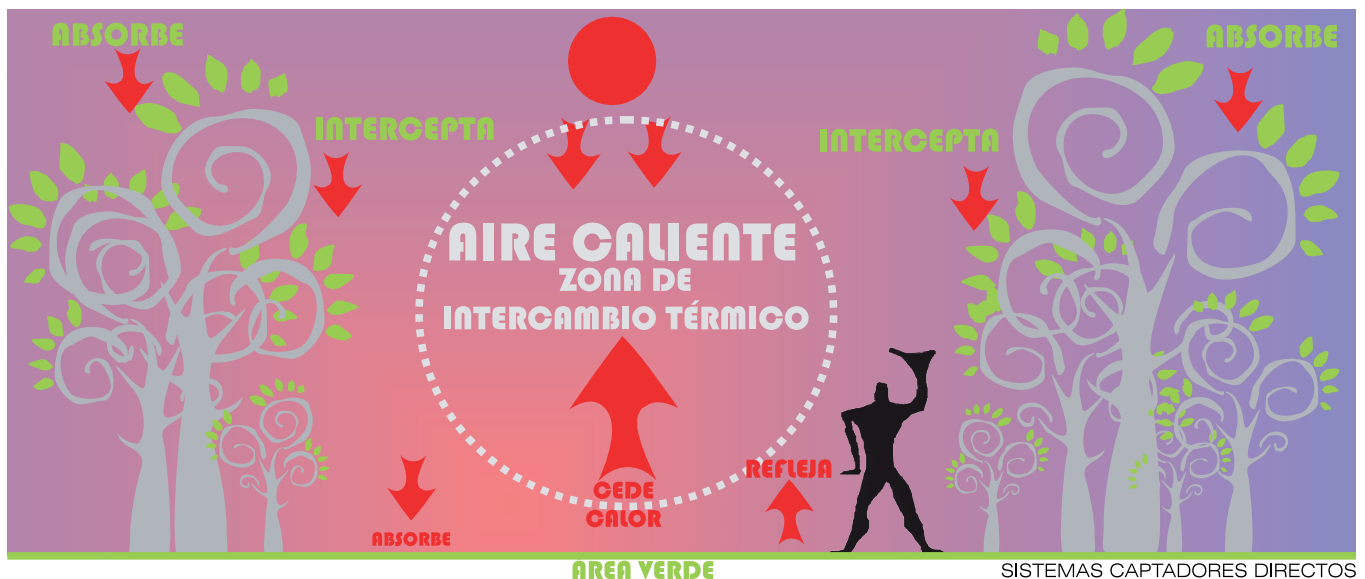 ABSORBE
ABSORBE
INTERCEPTA
INTERCEPTA
AIRE CALIENTE
ZONA DE
INTERCAMBIO TÉRMICO
REFLEJA
CEDE
CALOR
ABSORBE
AREA VERDE
SISTEMAS CAPTADORES DIRECTOS